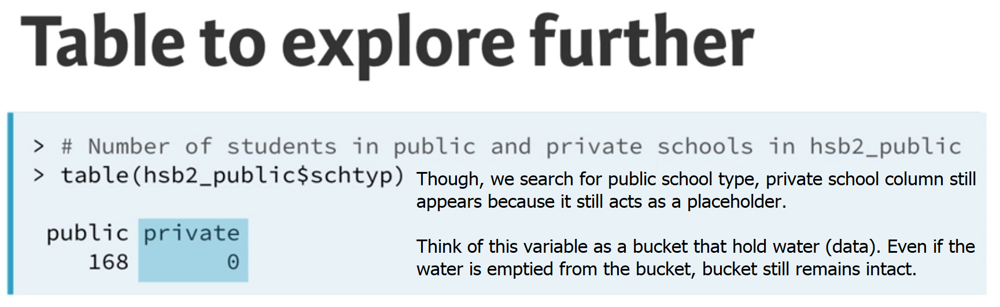 Table to explore further
> # Number of students in public and private schools in hsb2_public
> table(hsb2_public$schtyp)
Though, we search for public school type, private school column still
appears because it still acts as a placeholder.
public private
168 0
Think of this variable as a bucket that hold water (data). Even if the
water is emptied from the bucket, bucket still remains intact.